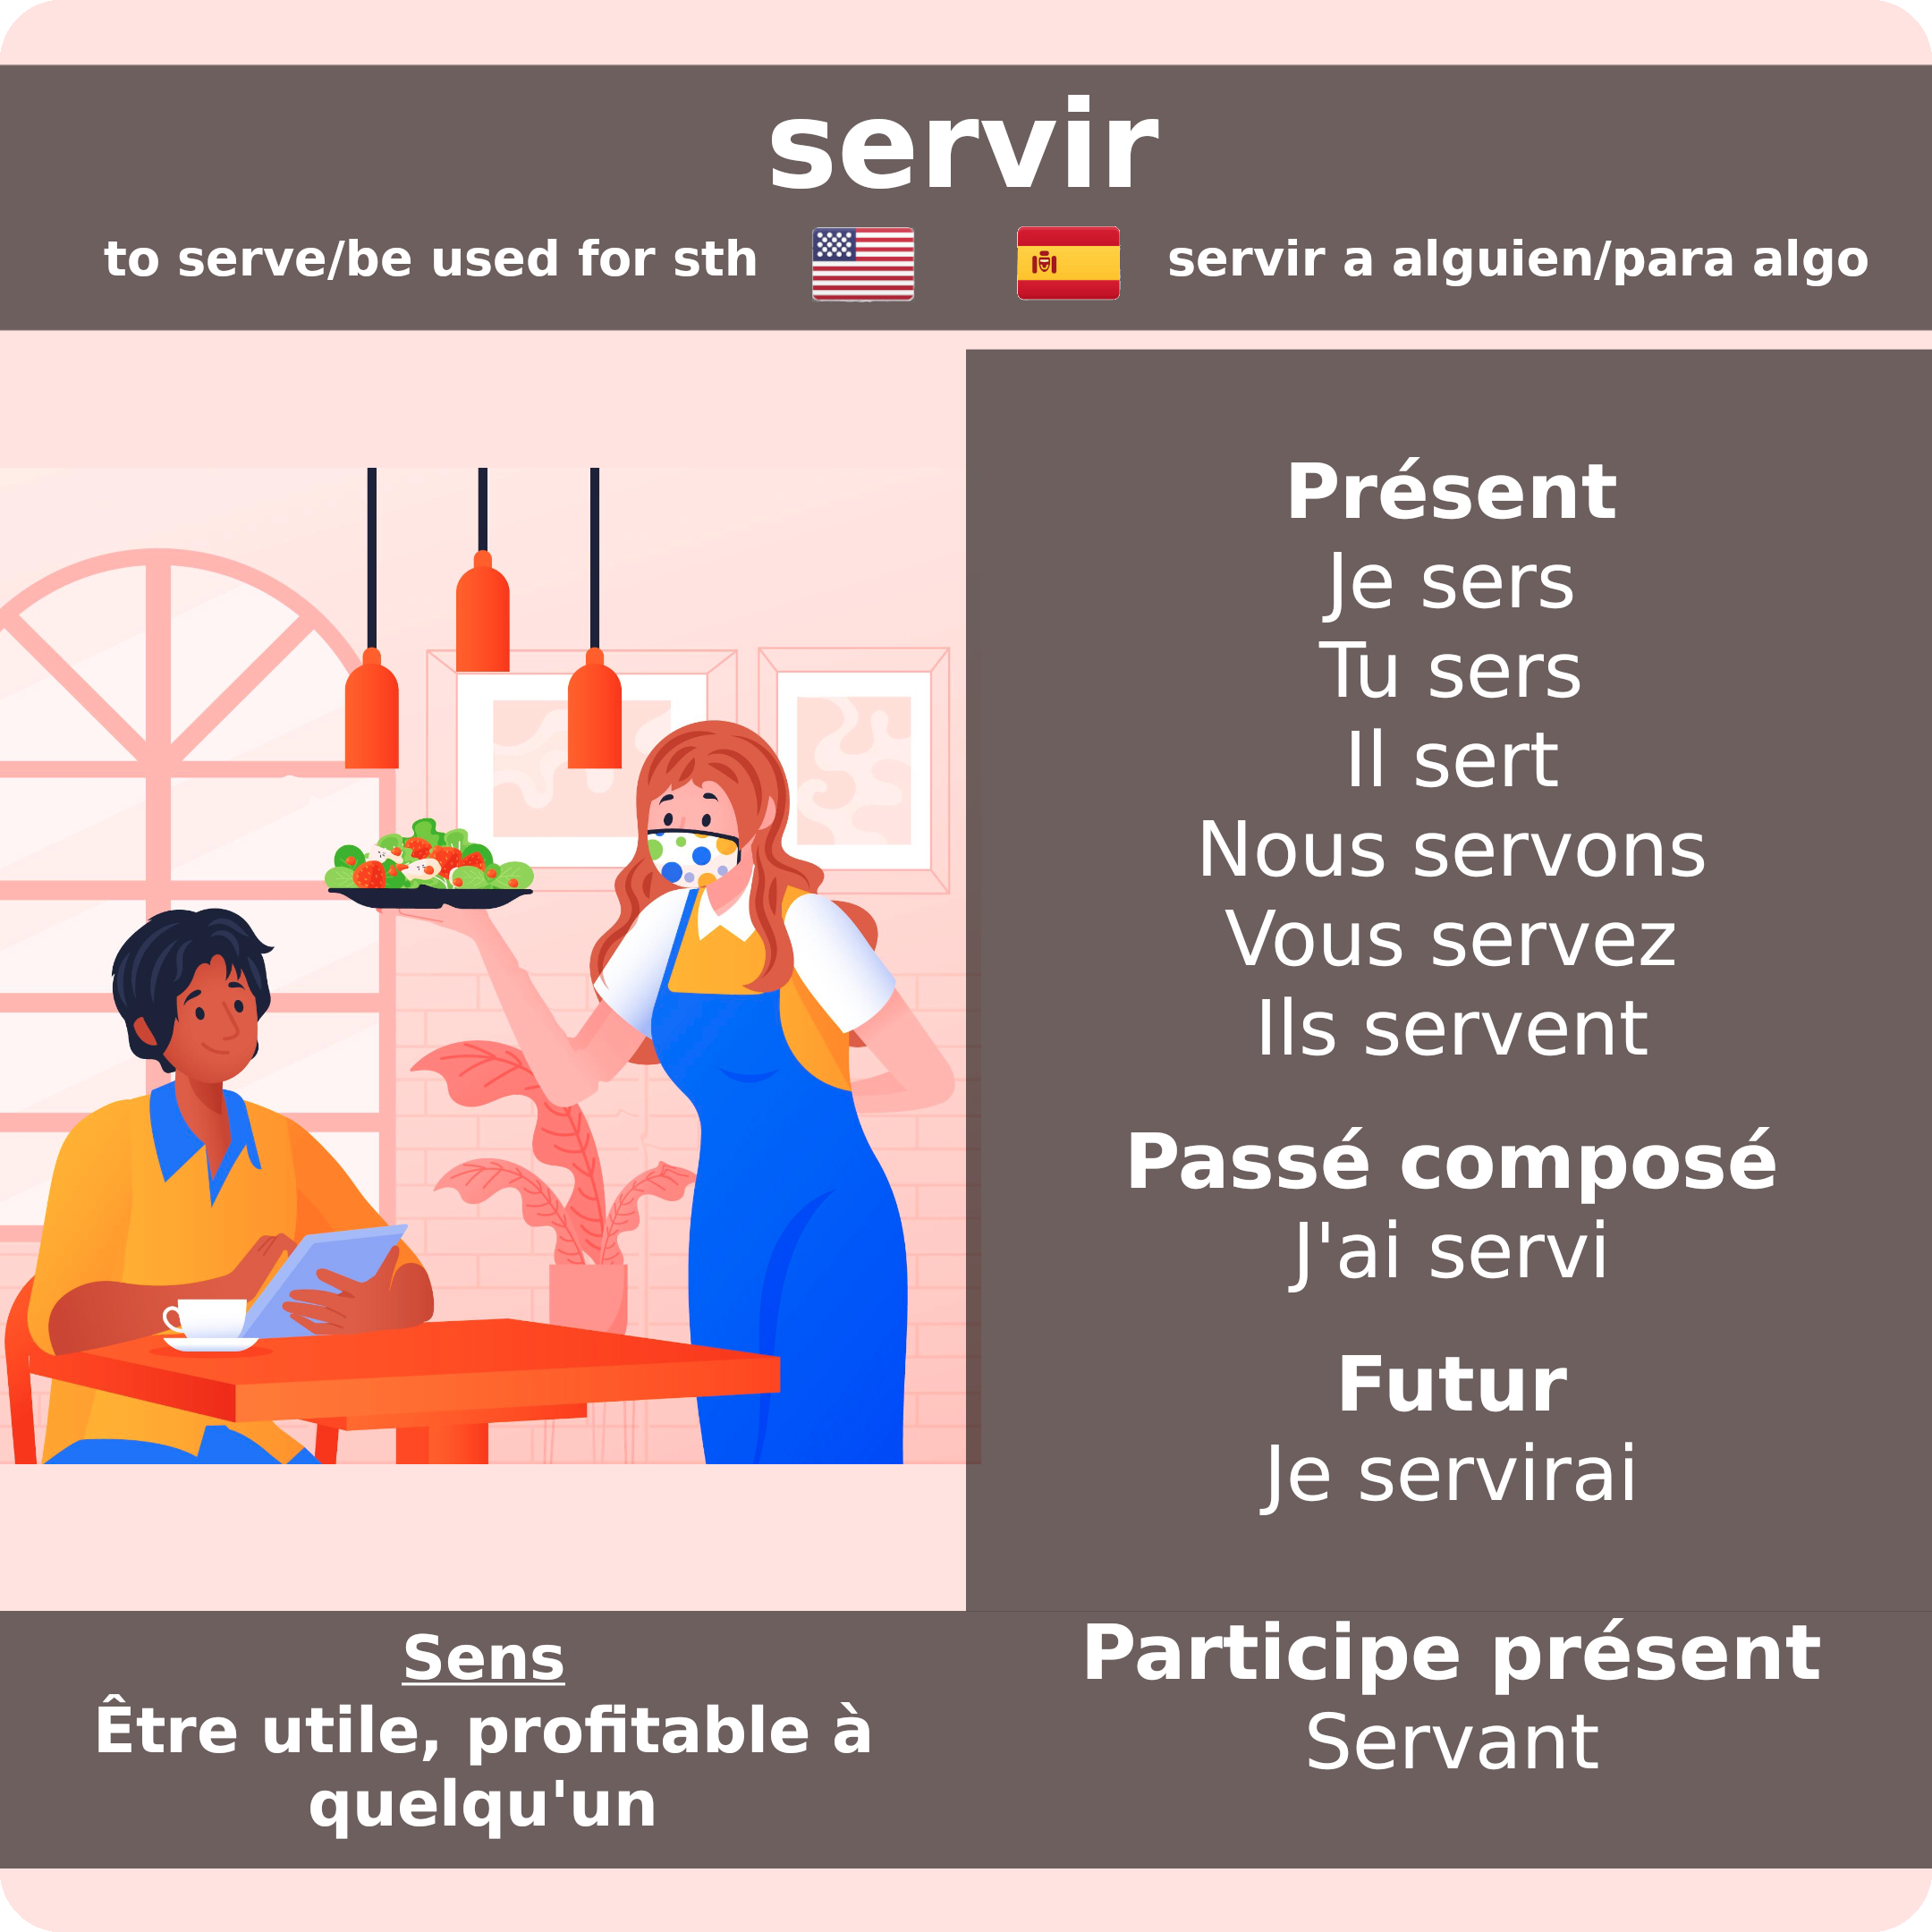 servir
to serve/be used for sth
servir a alguien/para algo
Présent
Je sers
Tu sers
Il sert
Nous servons
Vous servez
Ils servent
Passé composé
J'ai servi
Futur
Je servirai
Participe présent
Servant
Sens
Être utile, profitable à
quelqu'un